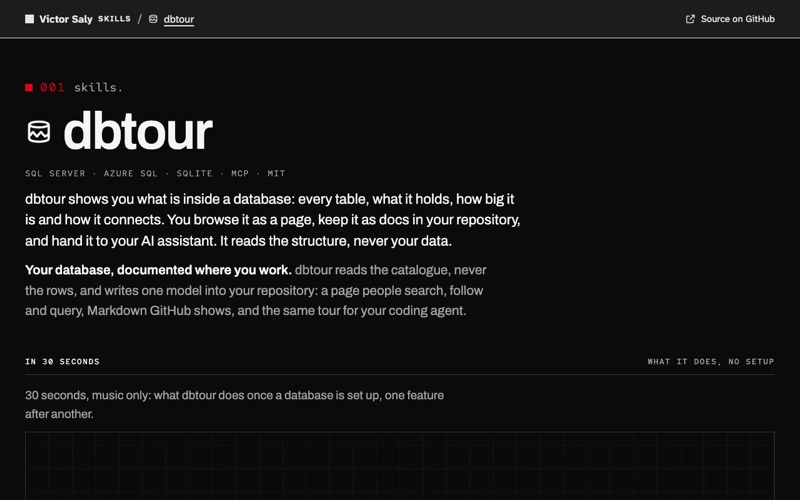 Victor Saly SKILLS / dbtour
Source on GitHub
001 skills.
dbtour
SQL SERVER · AZURE SQL · SQLITE · MCP · MIT
dbtour shows you what is inside a database: every table, what it holds, how big it
is and how it connects. You browse it as a page, keep it as docs in your repository,
and hand it to your AI assistant. It reads the structure, never your data.
Your database, documented where you work. dbtour reads the catalogue, never
the rows, and writes one model into your repository: a page people search, follow
and query, Markdown GitHub shows, and the same tour for your coding agent.
IN 30 SECONDS
WHAT IT DOES, NO SETUP
30 seconds, music only: what dbtour does once a database is set up, one feature
after another.